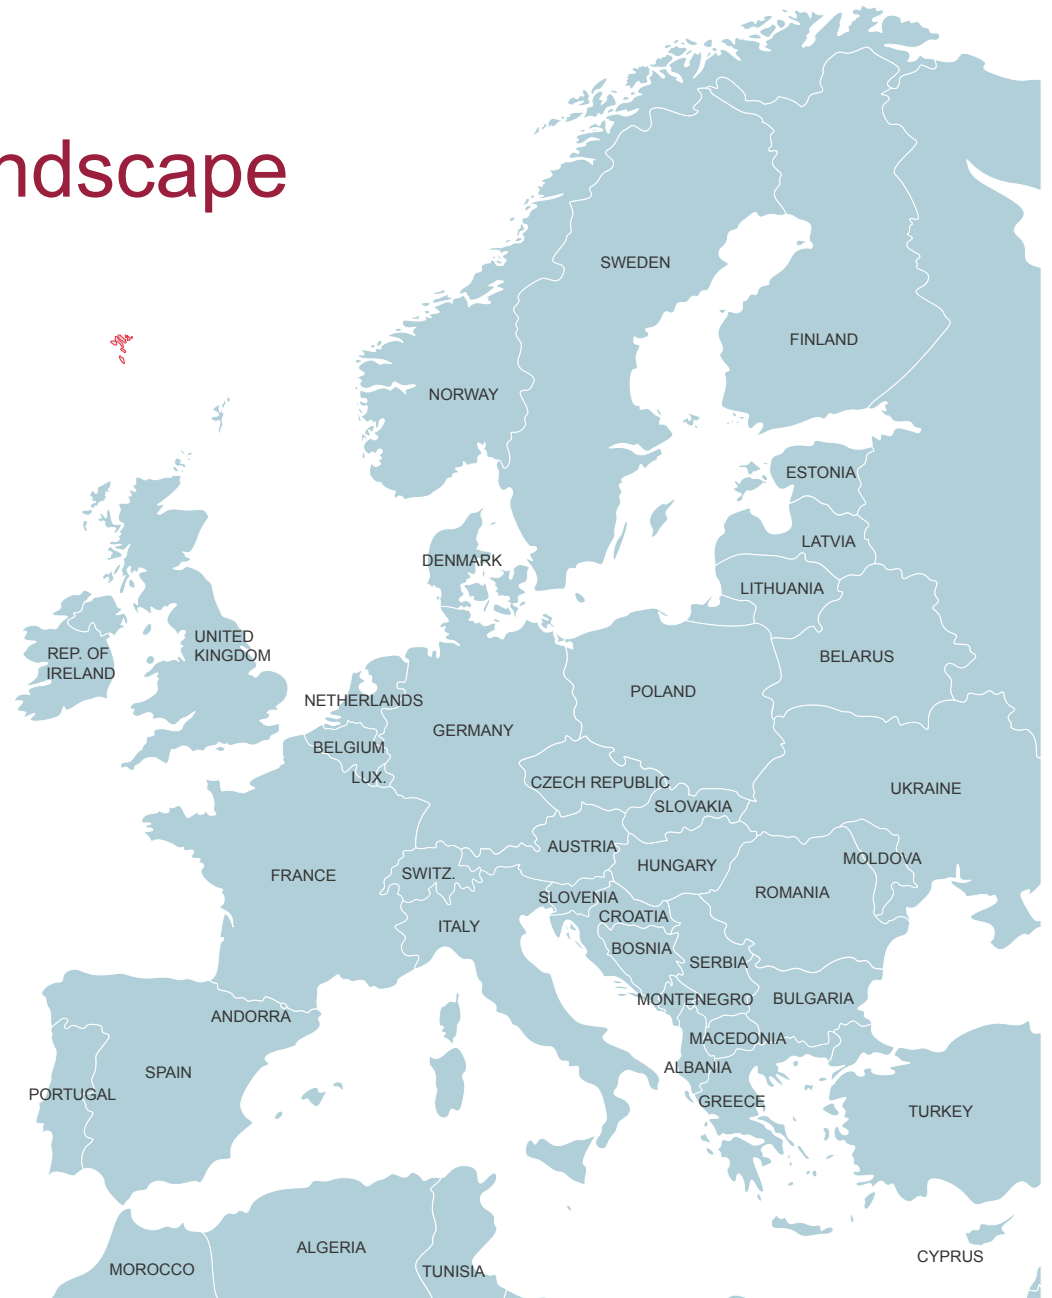 ndscape
SWEDEN
FINLAND
NORWAY
ESTONIA
LATVIA
DENMARK
LITHUANIA
UNITED
KINGDOM
REP. OF
IRELAND
BELARUS
POLAND
NETHERLANDS
GERMANY
BELGIUM
LUX.
CZECH REPUBLIC
UKRAINE
SLOVAKIA
AUSTRIA
MOLDOVA
HUNGARY
FRANCE
SWITZ.
ROMANIA
SLOVENIA
CROATIA
ITALY
BOSNIA
SERBIA
MONTENEGRO
BULGARIA
ANDORRA
MACEDONIA
ALBANIA
SPAIN
PORTUGAL
GREECE
TURKEY
ALGERIA
CYPRUS
MOROCCO
TUNISIA